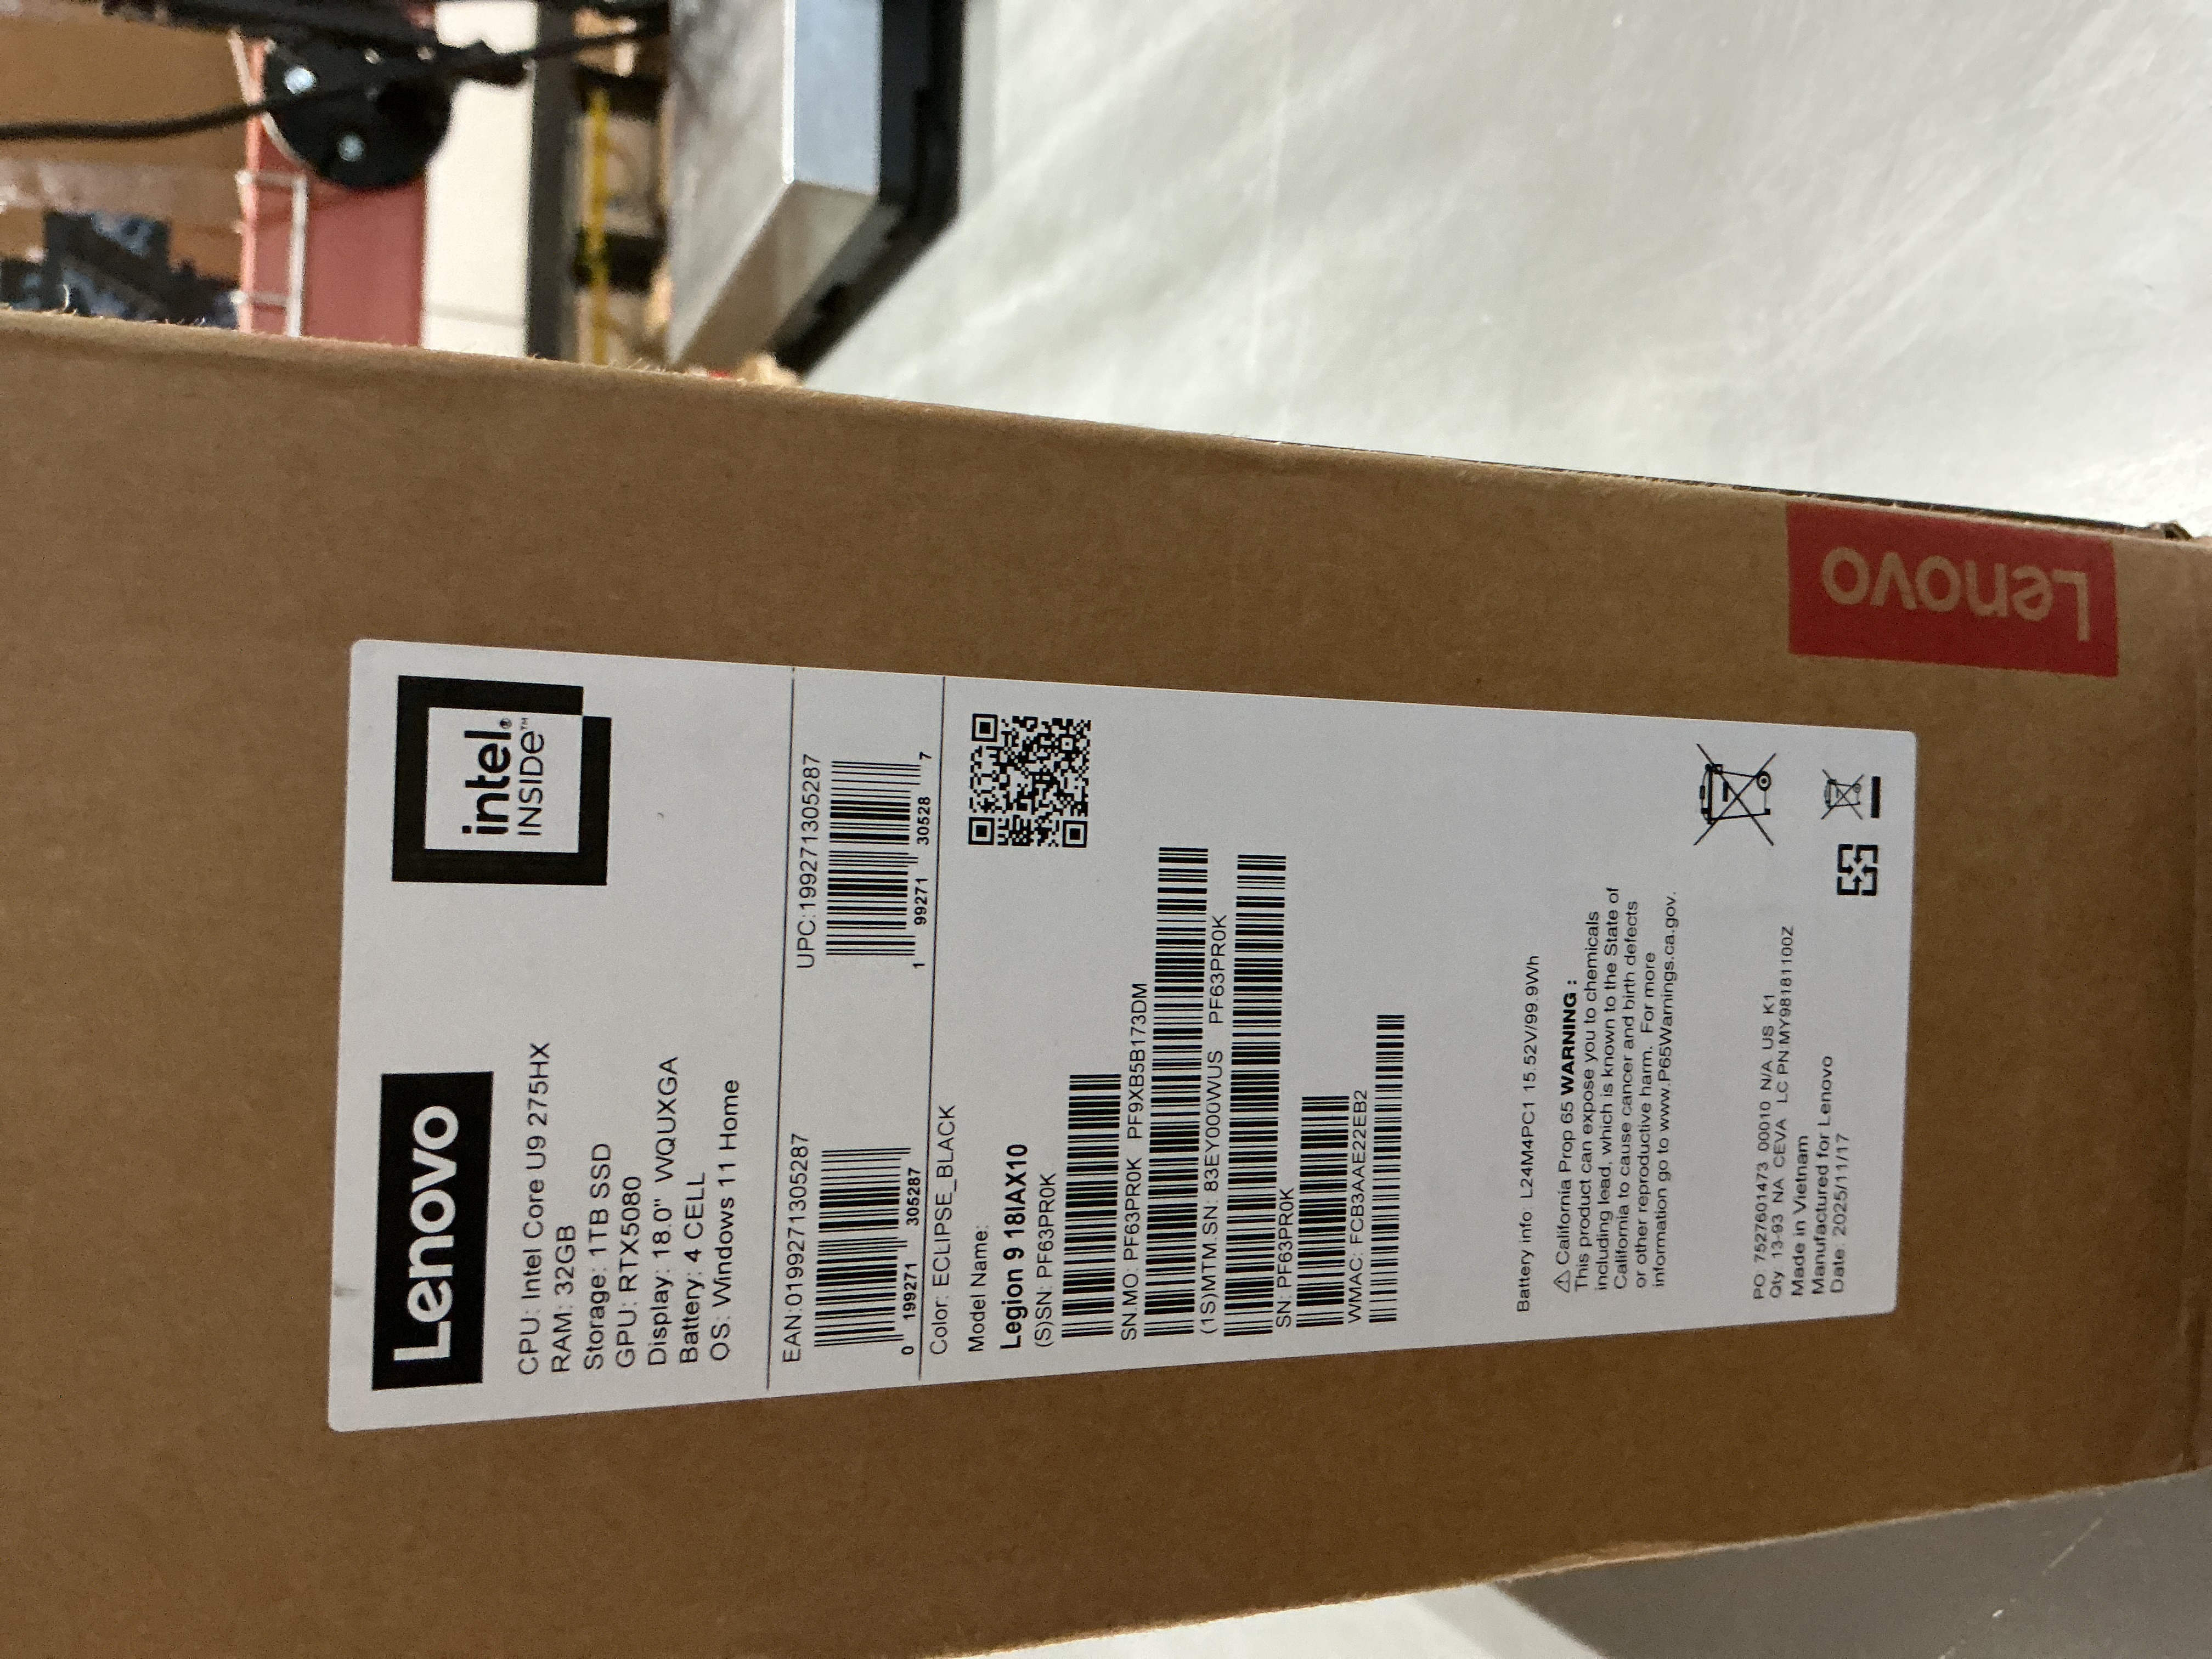 Lenovo
intel®
INSIDE™
CPU: Intel Core U9 275HX
RAM: 32GB
Storage: 1TB SSD
GPU: RTX5080
Display: 18.0" WQUXGA
Battery: 4 CELL
OS: Windows 11 Home
EAN:0199271305287
0 199271 305287
UPC:199271305287
1 99271 30528 7
Color: ECLIPSE_BLACK
Model Name:
Legion 9 18IAX10
(S)SN: PF63PR0K
SN.MO: PF63PR0K PF9XB5B173DM
(1S)MTM.SN: 83EY000WUS PF63PR0K
SN: PF63PR0K
WMAC: FCB3AAE22EB2
Battery info: L24M4PC1 15.52V/99.9Wh
⚠California Prop 65 WARNING :
This product can expose you to chemicals
including lead, which is known to the State of
California to cause cancer and birth defects
or other reproductive harm. For more
information go to www.P65Warnings.ca.gov.
PO 7527601473 00010 N/A US K1
Qty 13-93 NA CEVA LC PN:MY98181100Z
Made in Vietnam
Manufactured for Lenovo
Date: 2025/11/17
Lenovo